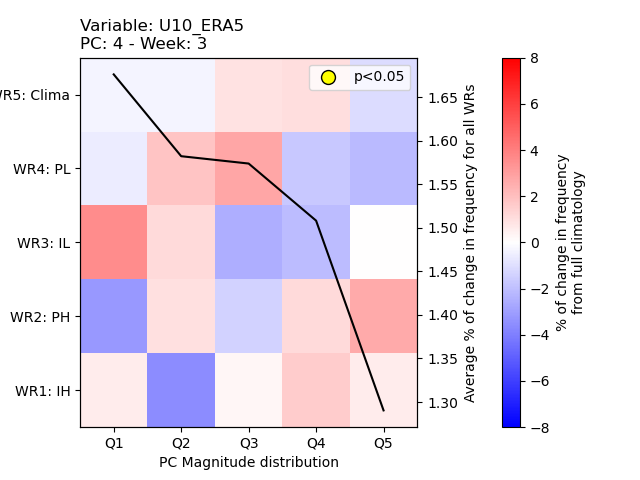 Variable: U10_ERA5
PC: 4 - Week: 3
p<0.05
WR5: Clima
WR4: PL
WR3: IL
WR2: PH
WR1: IH
Q1 Q2 Q3 Q4 Q5
PC Magnitude distribution
1.65
1.60
1.55
1.50
1.45
1.40
1.35
1.30
Average % of change in frequency for all WRs
8
6
4
2
0
−2
−4
−6
−8
% of change in frequency
from full climatology